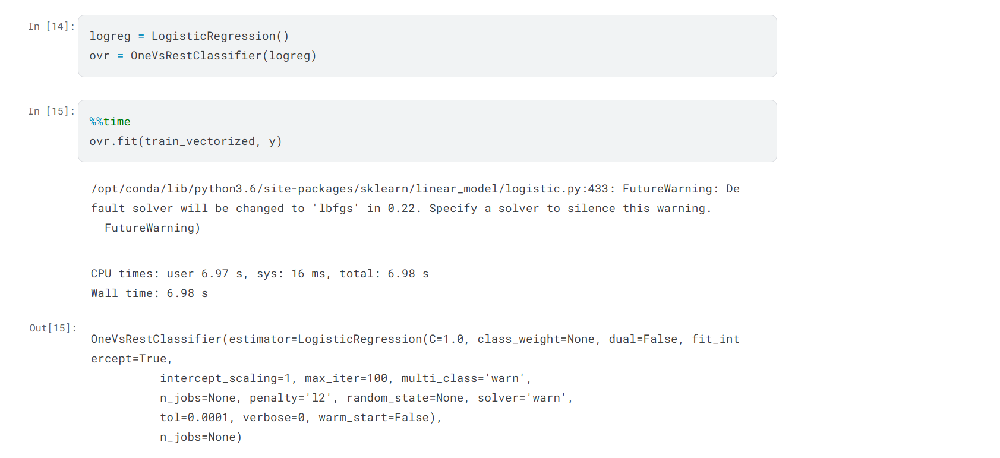 In [14]:
logreg = LogisticRegression()
ovr = OneVsRestClassifier(logreg)
In [15]:
%%time
ovr.fit(train_vectorized, y)
/opt/conda/lib/python3.6/site-packages/sklearn/linear_model/logistic.py:433: FutureWarning: De
fault solver will be changed to 'lbfgs' in 0.22. Specify a solver to silence this warning.
  FutureWarning)
CPU times: user 6.97 s, sys: 16 ms, total: 6.98 s
Wall time: 6.98 s
Out[15]:
OneVsRestClassifier(estimator=LogisticRegression(C=1.0, class_weight=None, dual=False, fit_int
ercept=True,
          intercept_scaling=1, max_iter=100, multi_class='warn',
          n_jobs=None, penalty='l2', random_state=None, solver='warn',
          tol=0.0001, verbose=0, warm_start=False),
          n_jobs=None)